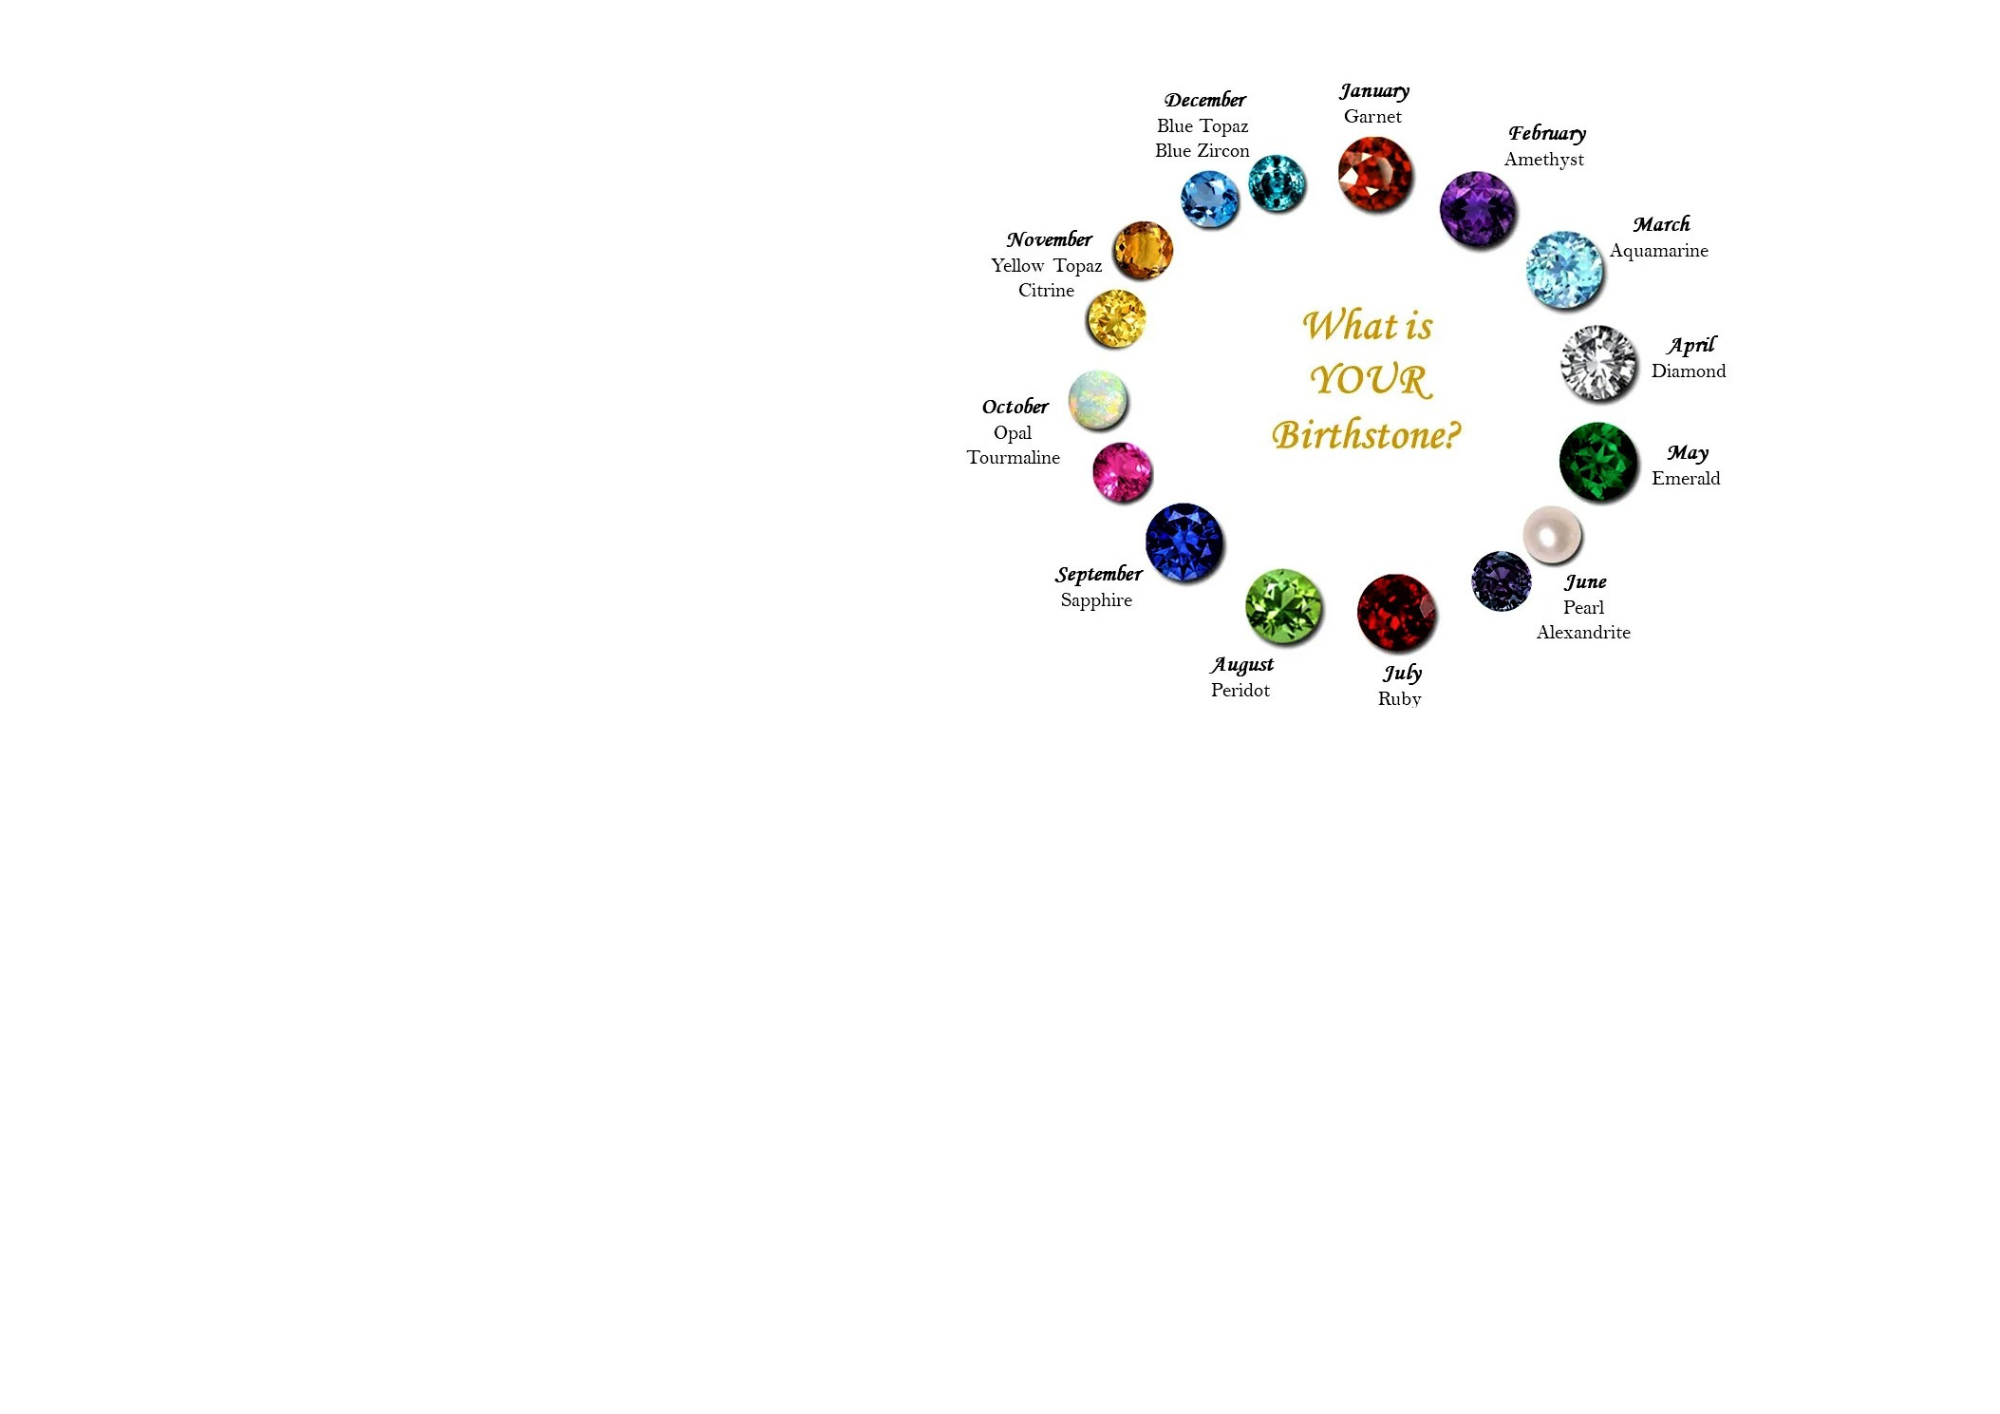 January
Garnet
February
Amethyst
March
Aquamarine
April
Diamond
May
Emerald
June
Pearl
Alexandrite
July
Ruby
August
Peridot
September
Sapphire
October
Opal
Tourmaline
November
Yellow Topaz
Citrine
December
Blue Topaz
Blue Zircon
What is
YOUR
Birthstone?